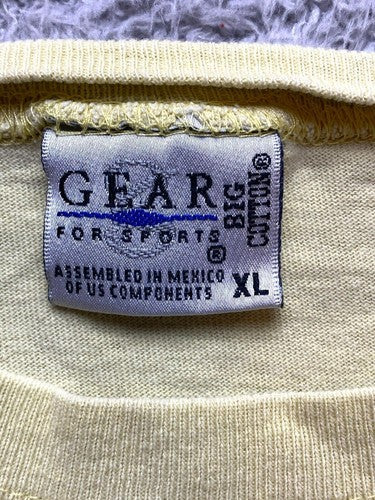 GEAR
FOR SPORTS®
BIG
COTTON®
ASSEMBLED IN MEXICO
OF US COMPONENTS
XL